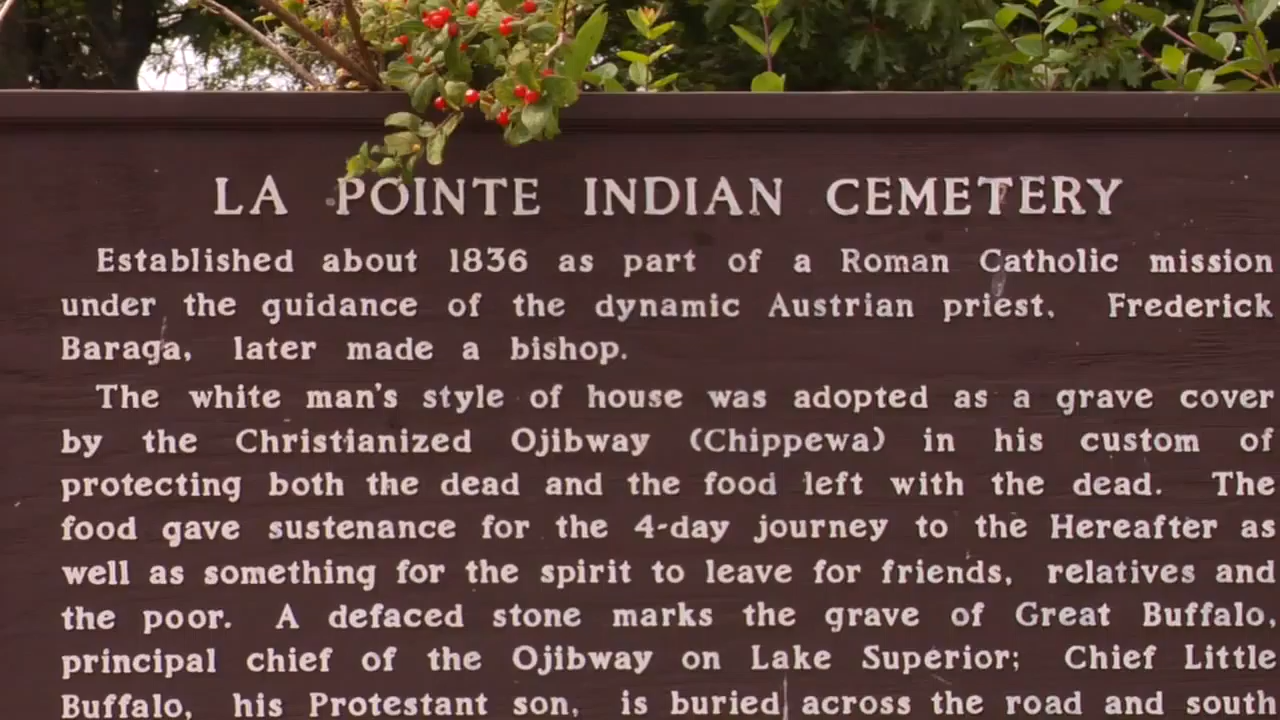 LA POINTE INDIAN CEMETERY
Established about 1836 as part of a Roman Catholic mission
under the guidance of the dynamic Austrian priest, Frederick
Baraga, later made a bishop.
The white man's style of house was adopted as a grave cover
by the Christianized Ojibway (Chippewa) in his custom of
protecting both the dead and the food left with the dead. The
food gave sustenance for the 4-day journey to the Hereafter as
well as something for the spirit to leave for friends, relatives and
the poor. A defaced stone marks the grave of Great Buffalo,
principal chief of the Ojibway on Lake Superior; Chief Little
Buffalo, his Protestant son, is buried across the road and south